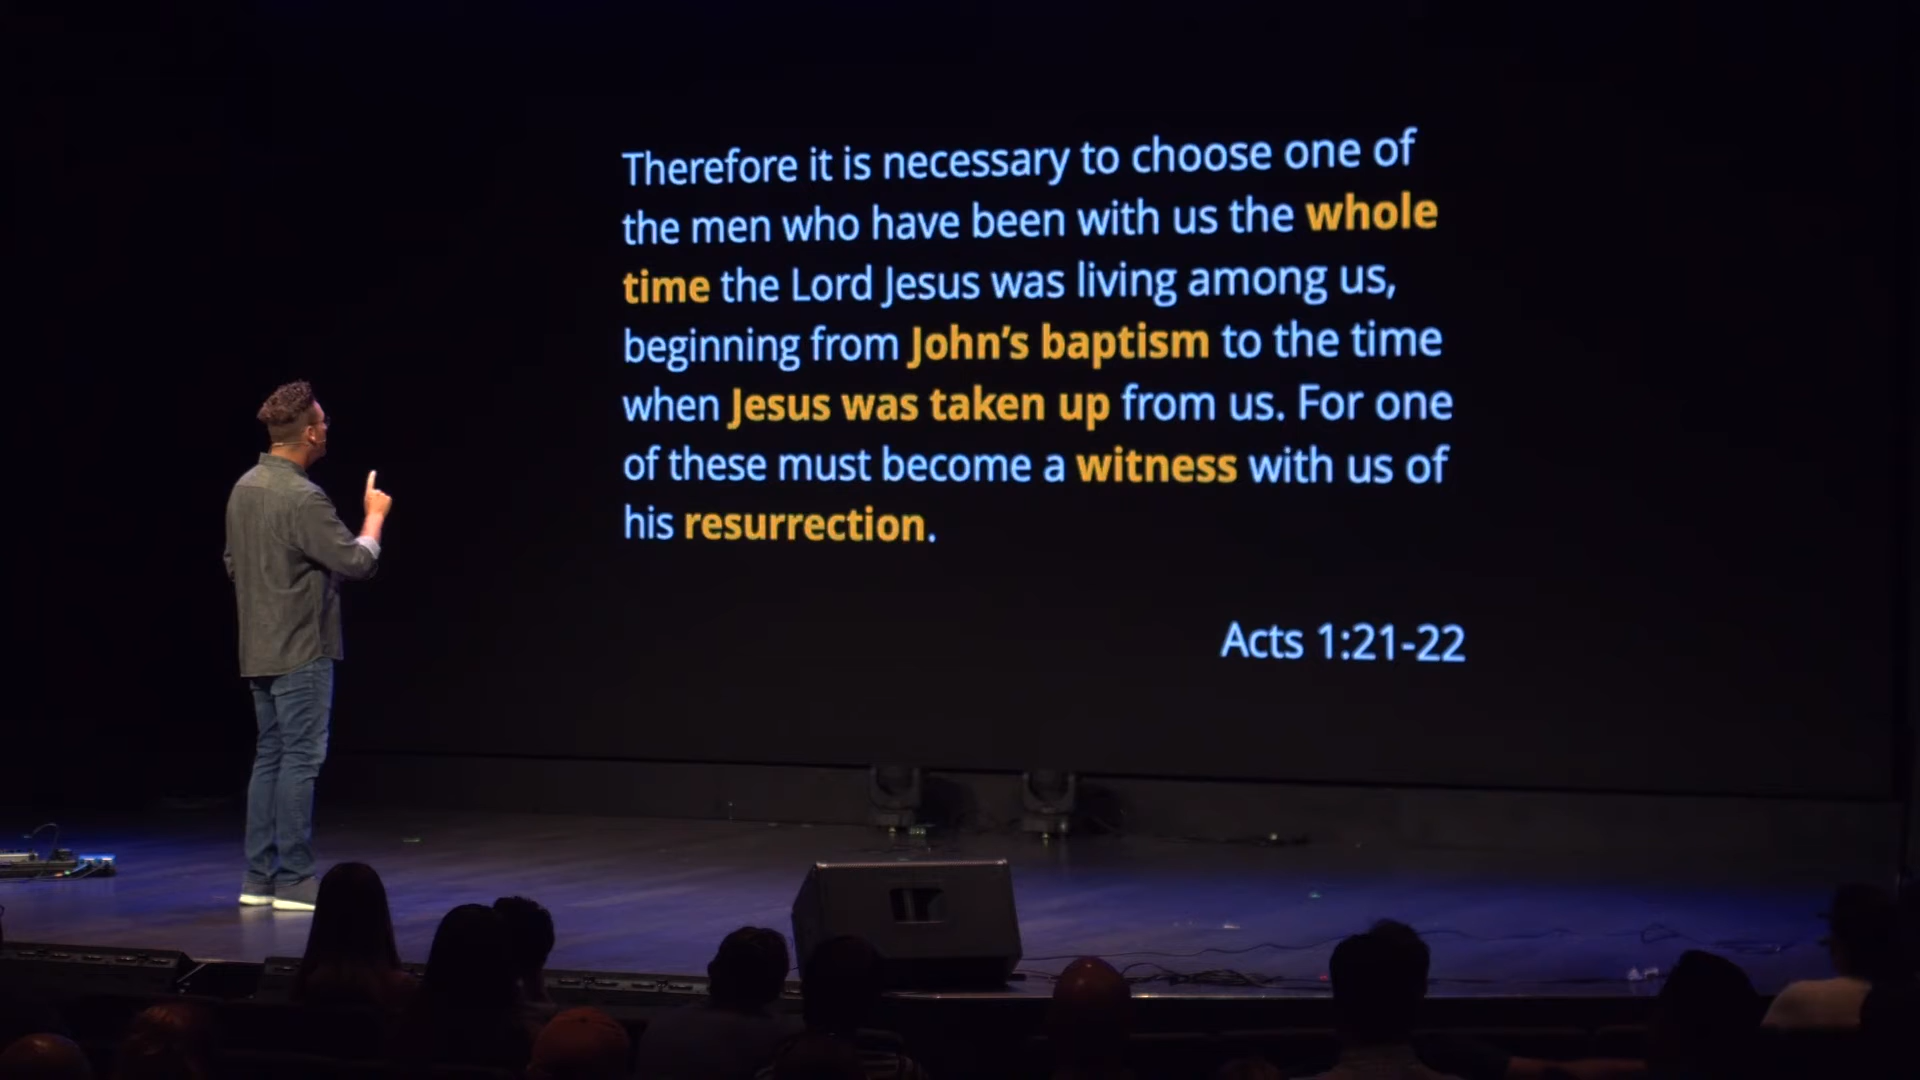 Therefore it is necessary to choose one of
the men who have been with us the whole
time the Lord Jesus was living among us,
beginning from John’s baptism to the time
when Jesus was taken up from us. For one
of these must become a witness with us of
his resurrection.
Acts 1:21-22